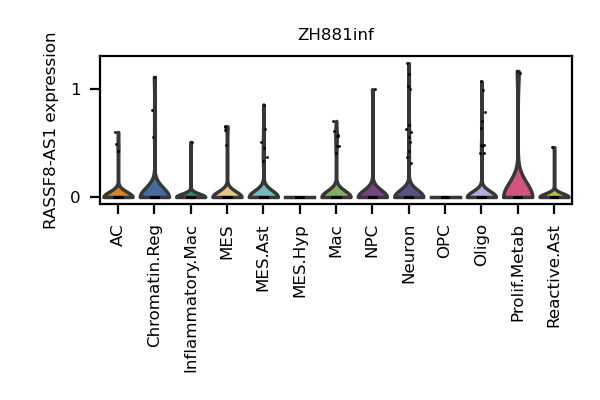 ZH881inf
RASSF8-AS1 expression
1
0
AC
Chromatin.Reg
Inflammatory.Mac
MES
MES.Ast
MES.Hyp
Mac
NPC
Neuron
OPC
Oligo
Prolif.Metab
Reactive.Ast